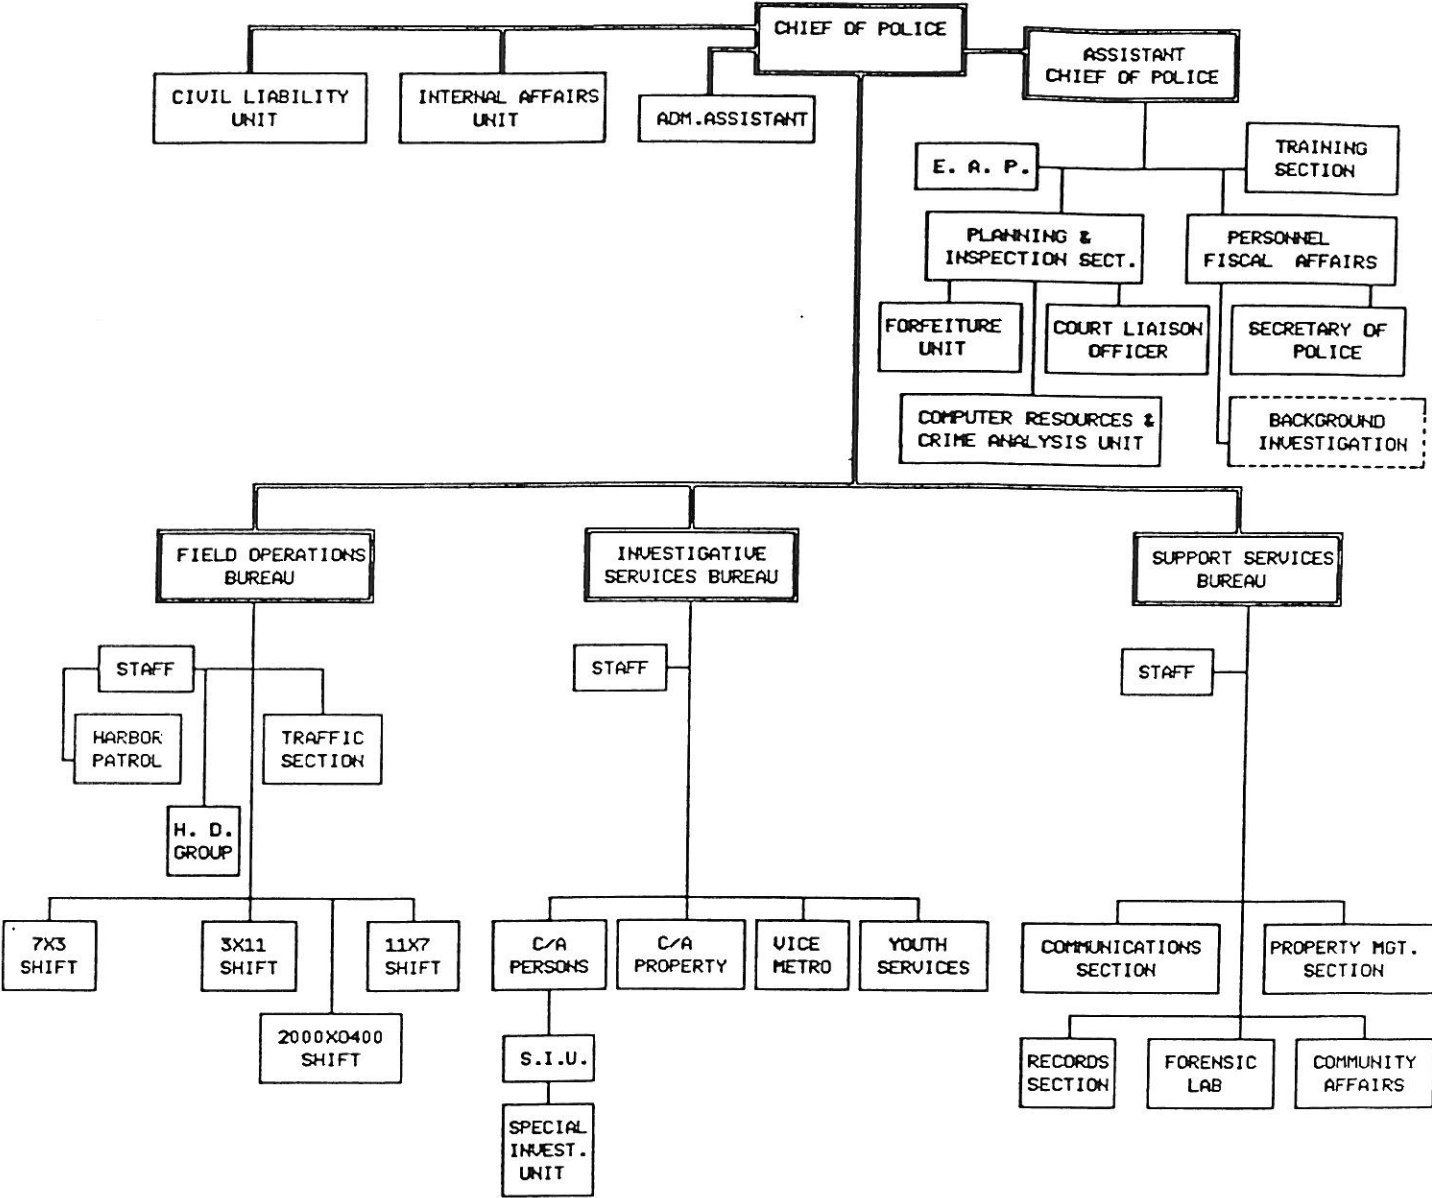 CHIEF OF POLICE
ASSISTANT
CHIEF OF POLICE
CIVIL LIABILITY
UNIT
INTERNAL AFFAIRS
UNIT
ADM.ASSISTANT
E. A. P.
TRAINING
SECTION
PLANNING &
INSPECTION SECT.
PERSONNEL
FISCAL AFFAIRS
FORFEITURE
UNIT
COURT LIAISON
OFFICER
SECRETARY OF
POLICE
COMPUTER RESOURCES &
CRIME ANALYSIS UNIT
BACKGROUND
INVESTIGATION
FIELD OPERATIONS
BUREAU
INVESTIGATIVE
SERVICES BUREAU
SUPPORT SERVICES
BUREAU
STAFF
STAFF
STAFF
HARBOR
PATROL
TRAFFIC
SECTION
H. D.
GROUP
7X3
SHIFT
3X11
SHIFT
11X7
SHIFT
2000X0400
SHIFT
C/A
PERSONS
C/A
PROPERTY
VICE
METRO
YOUTH
SERVICES
S.I.U.
SPECIAL
INVEST.
UNIT
COMMUNICATIONS
SECTION
PROPERTY MGT.
SECTION
RECORDS
SECTION
FORENSIC
LAB
COMMUNITY
AFFAIRS